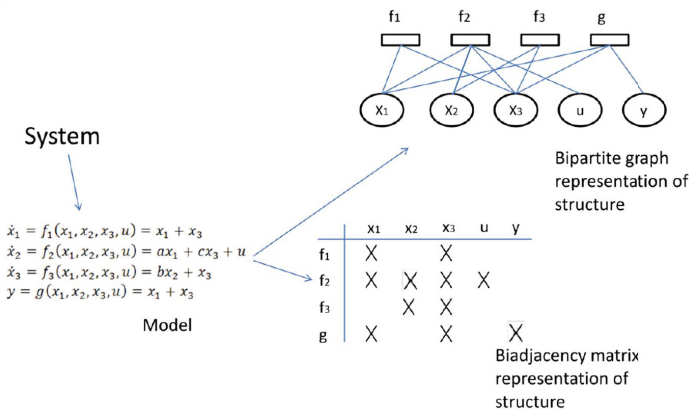 f1 f2 f3 g
X1 X2 X3 u y
System
Bipartite graph
representation of
structure
ẋ₁ = f₁(x₁, x₂, x₃, u) = x₁ + x₃
ẋ₂ = f₂(x₁, x₂, x₃, u) = ax₁ + cx₃ + u
ẋ₃ = f₃(x₁, x₂, x₃, u) = bx₂ + x₃
y = g(x₁, x₂, x₃, u) = x₁ + x₃
Model
x1 x2 x3 u y
f1 X X
f2 X X X X
f3 X X
g X X X
Biadjacency matrix
representation of
structure